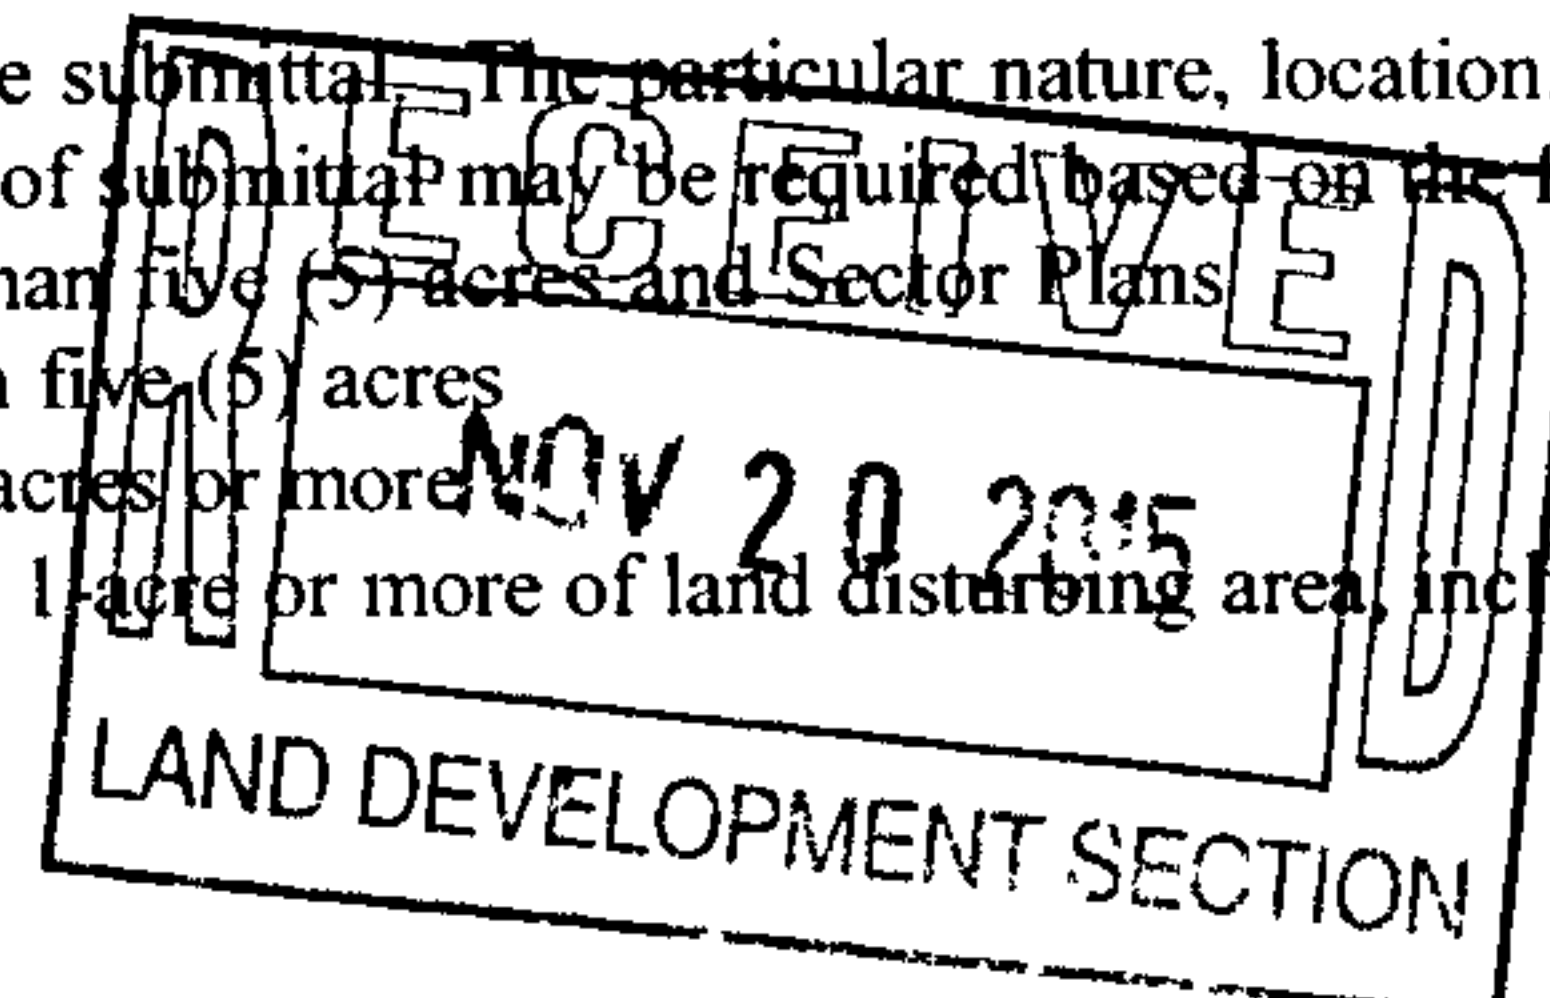 e submittal. The particular nature, location,
of submittal may be required based on the
han five (5) acres and Sector Plans
five (5) acres
acres or more
1-acre or more of land disturbing area, incl
RECEIVED
NOV 20 2015
LAND DEVELOPMENT SECTION